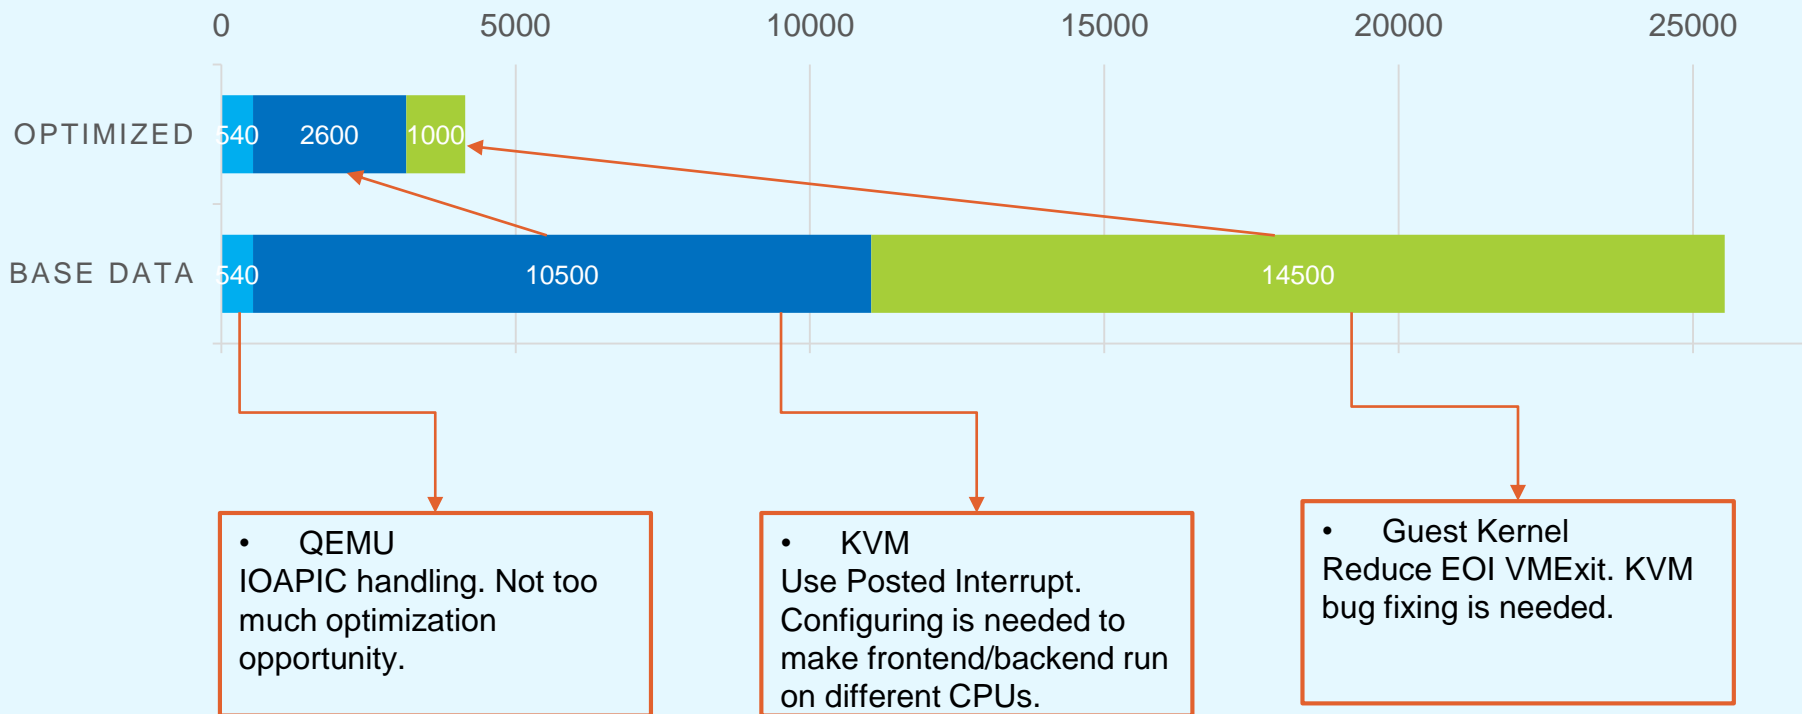 0 5000 10000 15000 20000 25000
OPTIMIZED 540 2600 1000
BASE DATA 540 10500 14500
• QEMU
IOAPIC handling. Not too
much optimization
opportunity.
• KVM
Use Posted Interrupt.
Configuring is needed to
make frontend/backend run
on different CPUs.
• Guest Kernel
Reduce EOI VMExit. KVM
bug fixing is needed.